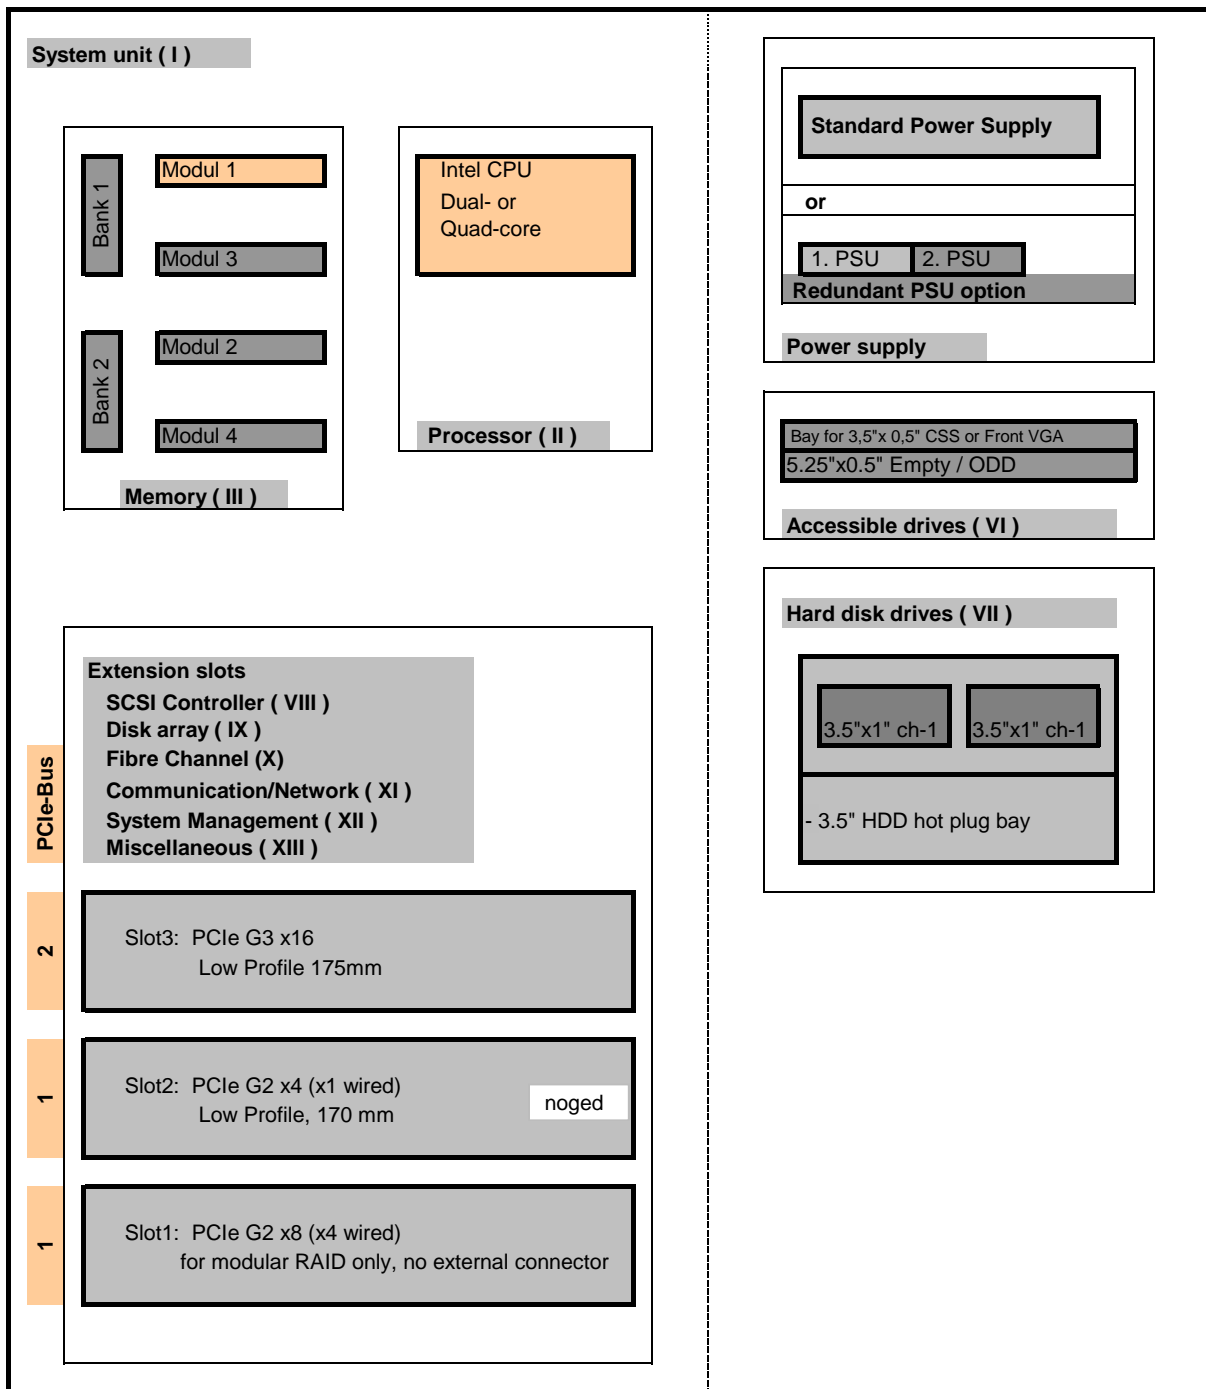 System unit ( I )
Bank 1
Modul 1
Modul 3
Bank 2
Modul 2
Modul 4
Memory ( III )
Intel CPU
Dual- or
Quad-core
Processor ( II )
Extension slots
SCSI Controller ( VIII )
Disk array ( IX )
Fibre Channel (X)
Communication/Network ( XI )
System Management ( XII )
Miscellaneous ( XIII )
PCIe-Bus
2
Slot3: PCIe G3 x16
Low Profile 175mm
1
Slot2: PCIe G2 x4 (x1 wired)
Low Profile, 170 mm
noged
1
Slot1: PCIe G2 x8 (x4 wired)
for modular RAID only, no external connector
Standard Power Supply
or
1. PSU
2. PSU
Redundant PSU option
Power supply
Bay for 3,5"x 0,5" CSS or Front VGA
5.25"x0.5" Empty / ODD
Accessible drives ( VI )
Hard disk drives ( VII )
3.5"x1" ch-1
3.5"x1" ch-1
- 3.5" HDD hot plug bay